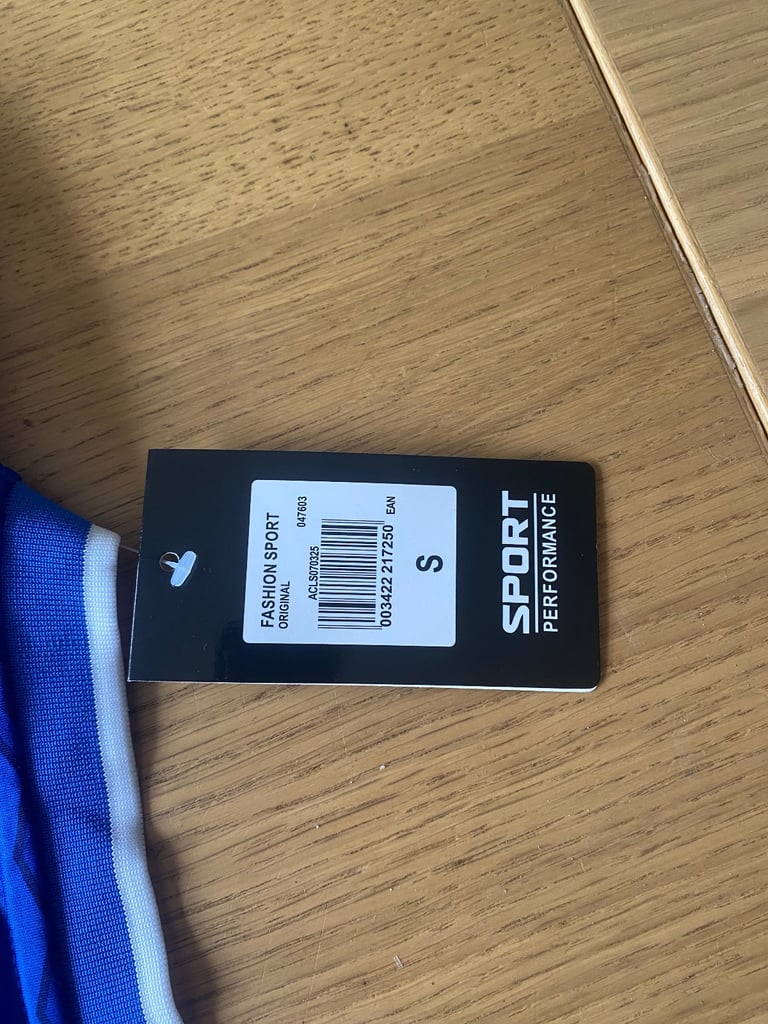 FASHION SPORT
ORIGINAL 047603
ACLS070325
003422 217250 EAN
S
SPORT
PERFORMANCE